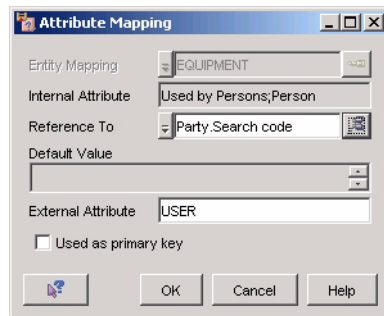 Attribute Mapping
Entity Mapping EQUIPMENT
Internal Attribute Used by Persons;Person
Reference To Party.Search code
Default Value
External Attribute USER
Used as primary key
OK Cancel Help